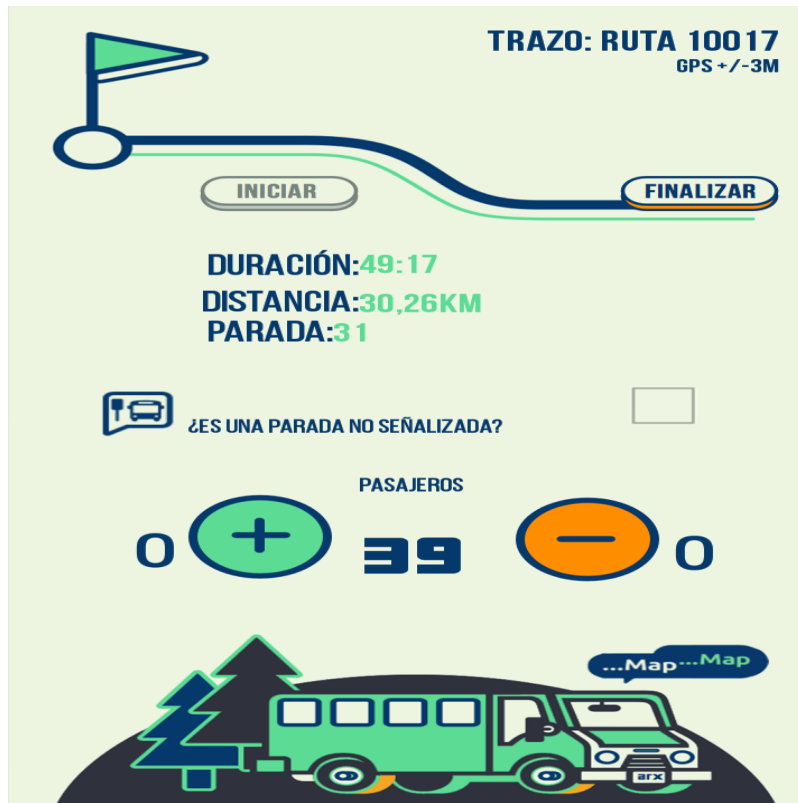 TRAZO: RUTA 10017
GPS +/-3M
INICIAR
FINALIZAR
DURACIÓN:49:17
DISTANCIA:30,26KM
PARADA:31
¿ES UNA PARADA NO SEÑALIZADA?
PASAJEROS
0 + 39 − 0
...Map...Map
arx